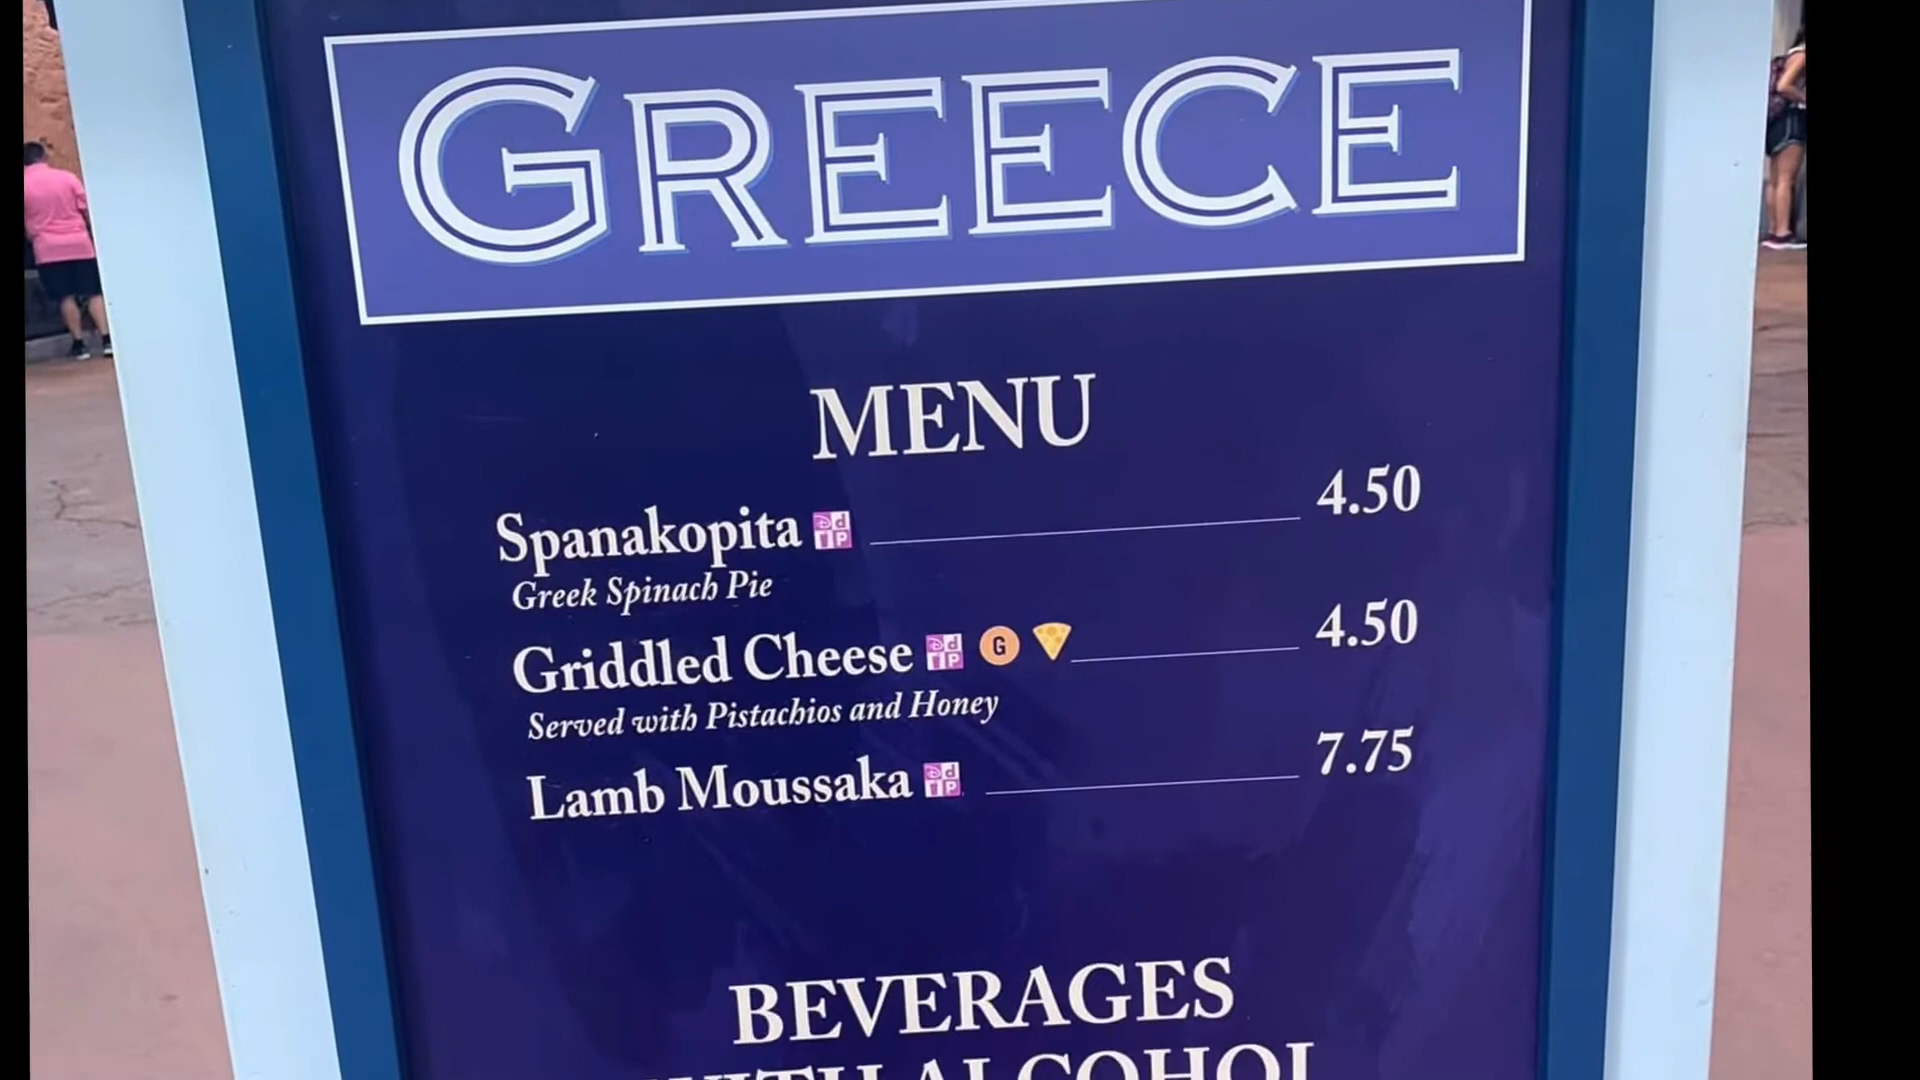 GREECE
MENU
Spanakopita 4.50
Greek Spinach Pie
Griddled Cheese G 4.50
Served with Pistachios and Honey
Lamb Moussaka 7.75
BEVERAGES
WITH ALCOHOL